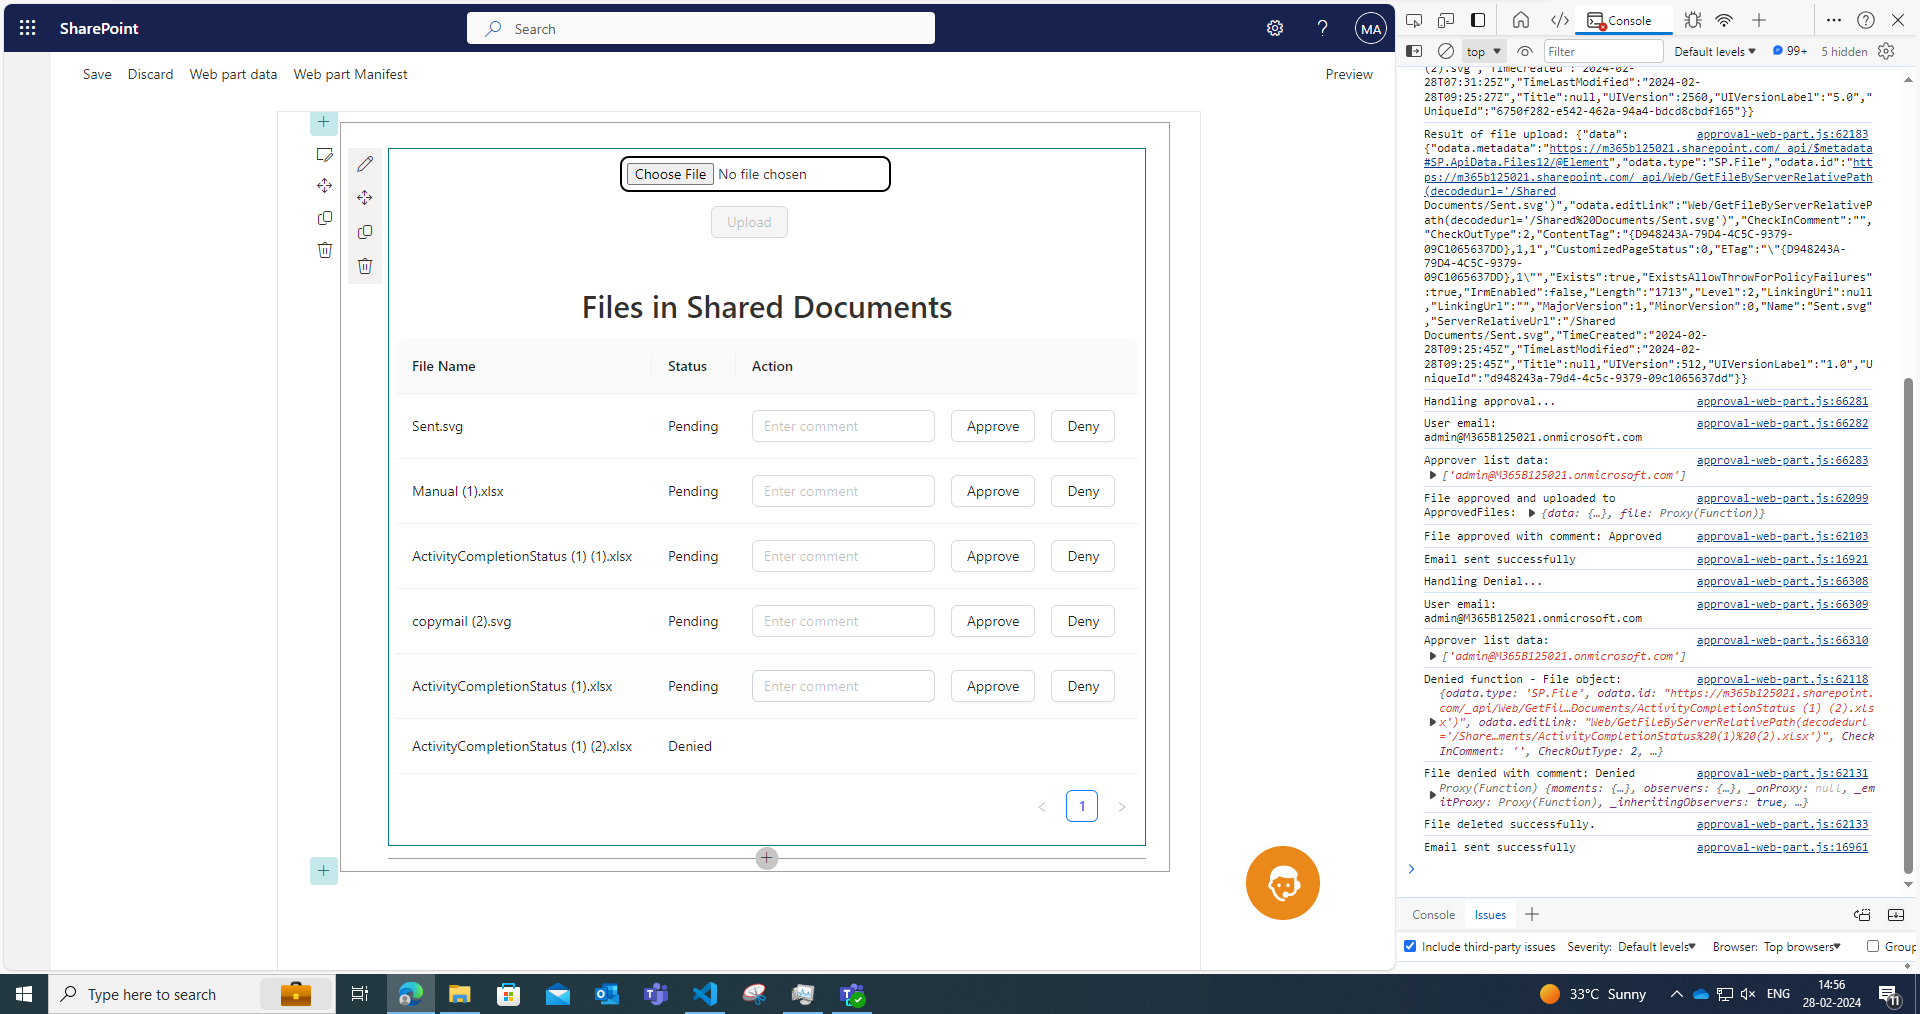 SharePoint
Search
MA
Save Discard Web part data Web part Manifest
Preview
Choose File No file chosen
Upload
Files in Shared Documents
File Name Status Action
Sent.svg Pending Enter comment Approve Deny
Manual (1).xlsx Pending Enter comment Approve Deny
ActivityCompletionStatus (1) (1).xlsx Pending Enter comment Approve Deny
copymail (2).svg Pending Enter comment Approve Deny
ActivityCompletionStatus (1).xlsx Pending Enter comment Approve Deny
ActivityCompletionStatus (1) (2).xlsx Denied
1
Console
top Filter Default levels 99+ 5 hidden
(2).svg","TimeCreated":"2024-02-
28T07:31:25Z","TimeLastModified":"2024-02-
28T09:25:27Z","Title":null,"UIVersion":2560,"UIVersionLabel":"5.0","
UniqueId":"6750f282-e542-462a-94a4-bdcd8cbdf165"}}
Result of file upload: {"data": approval-web-part.js:62183
{"odata.metadata":"https://m365b125021.sharepoint.com/_api/$metadata
#SP.ApiData.Files12/@Element","odata.type":"SP.File","odata.id":"htt
ps://m365b125021.sharepoint.com/_api/Web/GetFileByServerRelativePath
(decodedurl='/Shared
Documents/Sent.svg')","odata.editLink":"Web/GetFileByServerRelativeP
ath(decodedurl='/Shared%20Documents/Sent.svg')","CheckInComment":"",
"CheckOutType":2,"ContentTag":"{D948243A-79D4-4C5C-9379-
09C1065637DD},1,1","CustomizedPageStatus":0,"ETag":"\"{D948243A-
79D4-4C5C-9379-
09C1065637DD},1\"","Exists":true,"ExistsAllowThrowForPolicyFailures"
:true,"IrmEnabled":false,"Length":"1713","Level":2,"LinkingUri":null
,"LinkingUrl":"","MajorVersion":1,"MinorVersion":0,"Name":"Sent.svg"
,"ServerRelativeUrl":"/Shared
Documents/Sent.svg","TimeCreated":"2024-02-
28T09:25:45Z","TimeLastModified":"2024-02-
28T09:25:45Z","Title":null,"UIVersion":512,"UIVersionLabel":"1.0","U
niqueId":"d948243a-79d4-4c5c-9379-09c1065637dd"}}
Handling approval... approval-web-part.js:66281
User email: approval-web-part.js:66282
admin@M365B125021.onmicrosoft.com
Approver list data: approval-web-part.js:66283
['admin@M365B125021.onmicrosoft.com']
File approved and uploaded to approval-web-part.js:62099
ApprovedFiles: {data: {…}, file: Proxy(Function)}
File approved with comment: Approved approval-web-part.js:62103
Email sent successfully approval-web-part.js:16921
Handling Denial... approval-web-part.js:66308
User email: approval-web-part.js:66309
admin@M365B125021.onmicrosoft.com
Approver list data: approval-web-part.js:66310
['admin@M365B125021.onmicrosoft.com']
Denied function - File object: approval-web-part.js:62118
{odata.type: 'SP.File', odata.id: "https://m365b125021.sharepoint.
com/_api/Web/GetFil…Documents/ActivityCompletionStatus (1) (2).xls
x')", odata.editLink: "Web/GetFileByServerRelativePath(decodedurl
='/Share…ments/ActivityCompletionStatus%20(1)%20(2).xlsx')", Check
InComment: '', CheckOutType: 2, …}
File denied with comment: Denied approval-web-part.js:62131
Proxy(Function) {moments: {…}, observers: {…}, _onProxy: null, _em
itProxy: Proxy(Function), _inheritingObservers: true, …}
File deleted successfully. approval-web-part.js:62133
Email sent successfully approval-web-part.js:16961
Console Issues
Include third-party issues Severity: Default levels Browser: Top browsers Group
Type here to search
33°C Sunny
ENG
14:56
28-02-2024
11